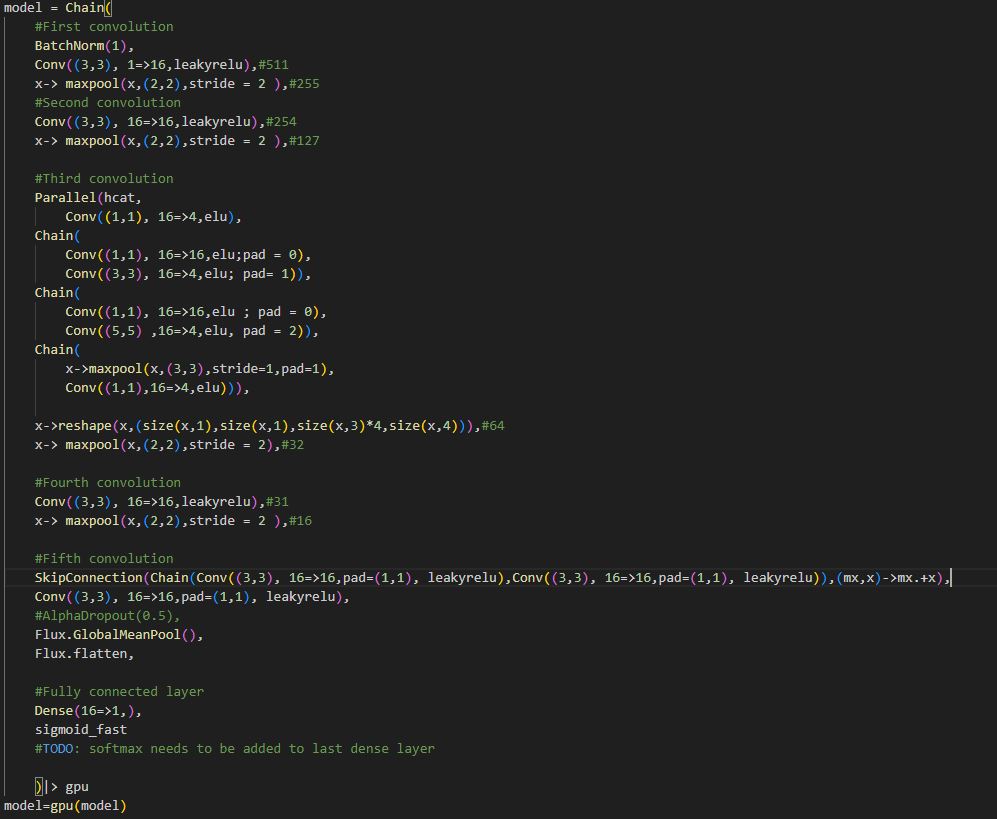 model = Chain(
#First convolution
BatchNorm(1),
Conv((3,3), 1=>16,leakyrelu),#511
x-> maxpool(x,(2,2),stride = 2 ),#255
#Second convolution
Conv((3,3), 16=>16,leakyrelu),#254
x-> maxpool(x,(2,2),stride = 2 ),#127
#Third convolution
Parallel(hcat,
Conv((1,1), 16=>4,elu),
Chain(
Conv((1,1), 16=>16,elu;pad = 0),
Conv((3,3), 16=>4,elu; pad= 1)),
Chain(
Conv((1,1), 16=>16,elu ; pad = 0),
Conv((5,5) ,16=>4,elu, pad = 2)),
Chain(
x->maxpool(x,(3,3),stride=1,pad=1),
Conv((1,1),16=>4,elu))),
x->reshape(x,(size(x,1),size(x,1),size(x,3)*4,size(x,4))),#64
x-> maxpool(x,(2,2),stride = 2),#32
#Fourth convolution
Conv((3,3), 16=>16,leakyrelu),#31
x-> maxpool(x,(2,2),stride = 2 ),#16
#Fifth convolution
SkipConnection(Chain(Conv((3,3), 16=>16,pad=(1,1), leakyrelu),Conv((3,3), 16=>16,pad=(1,1), leakyrelu)),(mx,x)->mx.+x),
Conv((3,3), 16=>16,pad=(1,1), leakyrelu),
#AlphaDropout(0.5),
Flux.GlobalMeanPool(),
Flux.flatten,
#Fully connected layer
Dense(16=>1,),
sigmoid_fast
#TODO: softmax needs to be added to last dense layer
)|> gpu
model=gpu(model)